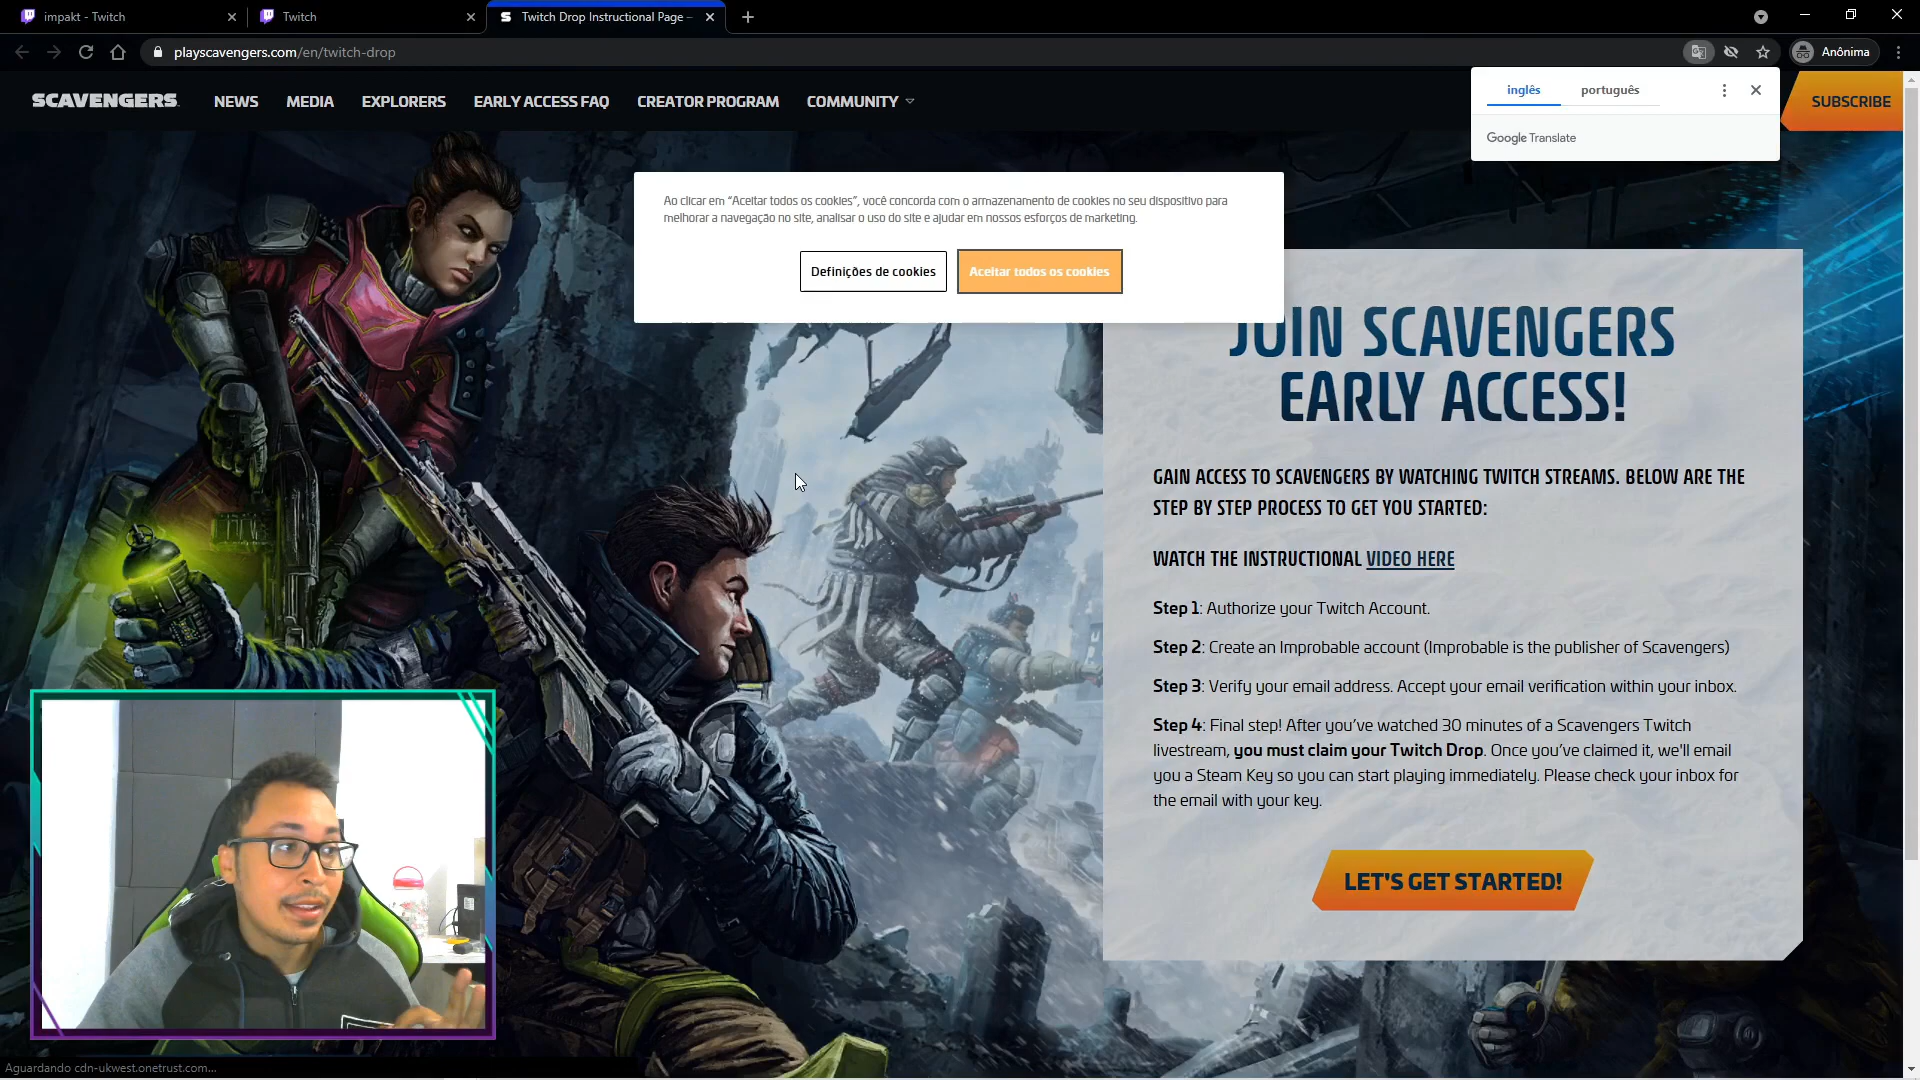 impakt - Twitch
Twitch
Twitch Drop Instructional Page –
playscavengers.com/en/twitch-drop
Anônima
SCAVENGERS
NEWS
MEDIA
EXPLORERS
EARLY ACCESS FAQ
CREATOR PROGRAM
COMMUNITY
SUBSCRIBE
inglês
português
Google Translate
Ao clicar em “Aceitar todos os cookies”, você concorda com o armazenamento de cookies no seu dispositivo para
melhorar a navegação no site, analisar o uso do site e ajudar em nossos esforços de marketing.
Definições de cookies
Aceitar todos os cookies
JOIN SCAVENGERS
EARLY ACCESS!
GAIN ACCESS TO SCAVENGERS BY WATCHING TWITCH STREAMS. BELOW ARE THE
STEP BY STEP PROCESS TO GET YOU STARTED:
WATCH THE INSTRUCTIONAL VIDEO HERE
Step 1: Authorize your Twitch Account.
Step 2: Create an Improbable account (Improbable is the publisher of Scavengers)
Step 3: Verify your email address. Accept your email verification within your inbox.
Step 4: Final step! After you’ve watched 30 minutes of a Scavengers Twitch
livestream, you must claim your Twitch Drop. Once you’ve claimed it, we'll email
you a Steam Key so you can start playing immediately. Please check your inbox for
the email with your key.
LET'S GET STARTED!
Aguardando cdn-ukwest.onetrust.com...